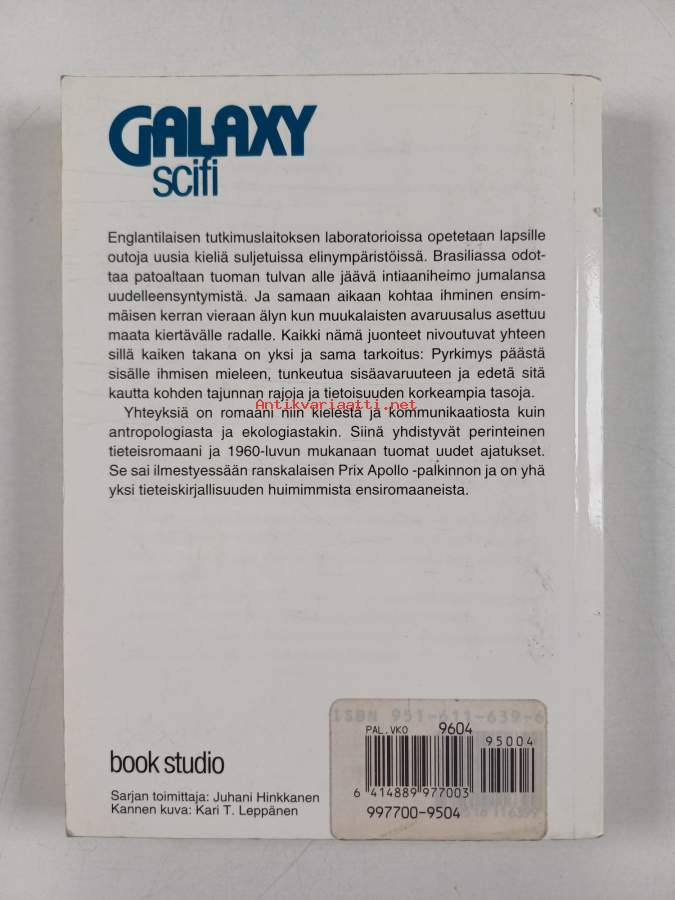 GALAXY
scifi
Englantilaisen tutkimuslaitoksen laboratorioissa opetetaan lapsille
outoja uusia kieliä suljetuissa elinympäristöissä. Brasiliassa odot-
taa patoaltaan tuoman tulvan alle jäävä intiaaniheimo jumalansa
uudelleensyntymistä. Ja samaan aikaan kohtaa ihminen ensim-
mäisen kerran vieraan älyn kun muukalaisten avaruusalus asettuu
maata kiertävälle radalle. Kaikki nämä juonteet nivoutuvat yhteen
sillä kaiken takana on yksi ja sama tarkoitus: Pyrkimys päästä
sisälle ihmisen mieleen, tunkeutua sisäavaruuteen ja edetä sitä
kautta kohden tajunnan rajoja ja tietoisuuden korkeampia tasoja.
Antikvariaatti.net
Yhteyksiä on romaani niin kielestä ja kommunikaatiosta kuin
antropologiasta ja ekologiastakin. Siinä yhdistyvät perinteinen
tieteisromaani ja 1960-luvun mukanaan tuomat uudet ajatukset.
Se sai ilmestyessään ranskalaisen Prix Apollo -palkinnon ja on yhä
yksi tieteiskirjallisuuden huimimmista ensiromaaneista.
ISBN 951-611-639-6
PAL.VKO 9604
95004
6 414889 977003
997700-9504
book studio
Sarjan toimittaja: Juhani Hinkkanen
Kannen kuva: Kari T. Leppänen